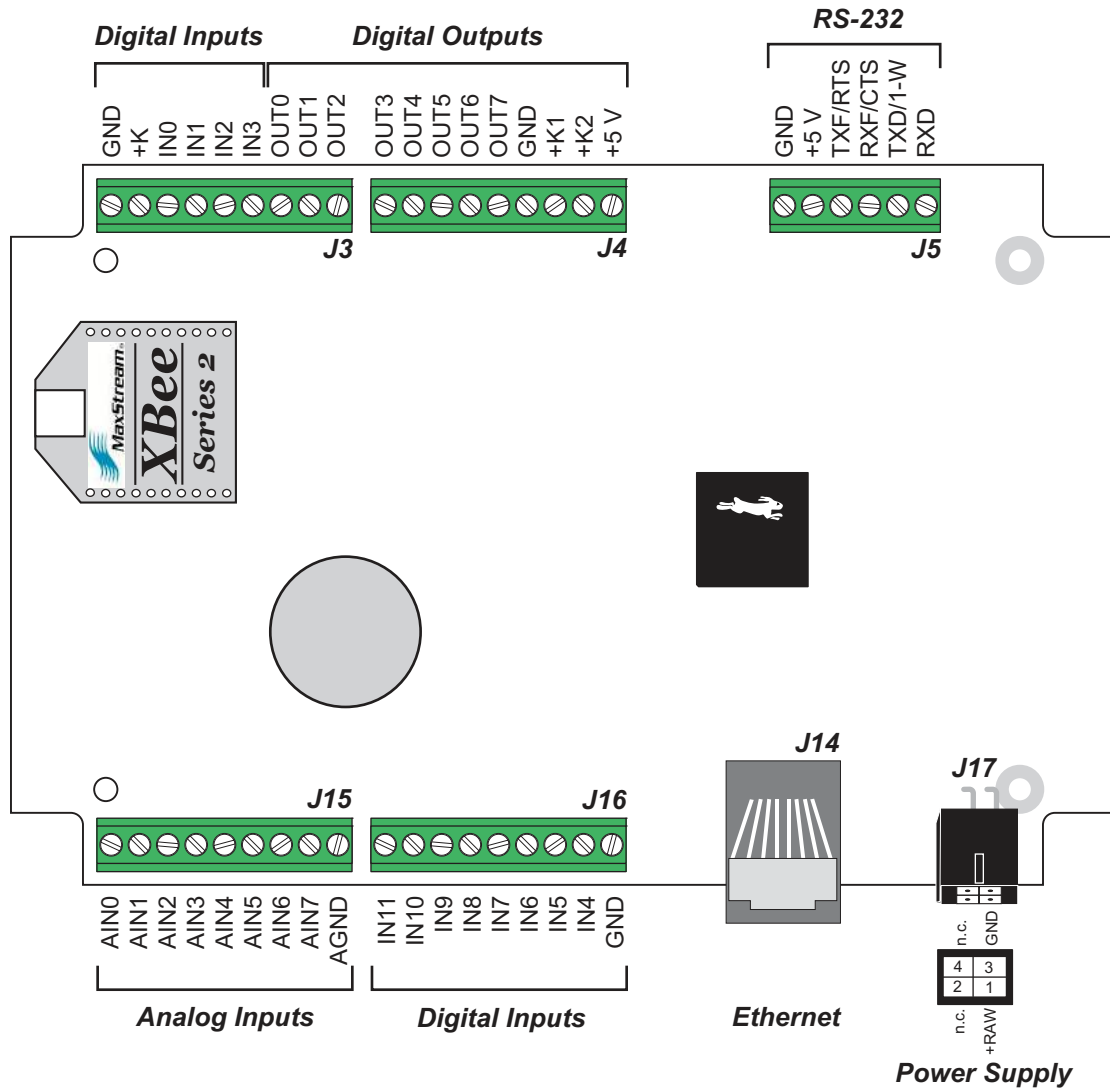 Digital Inputs
Digital Outputs
RS-232
GND
+K
IN0
IN1
IN2
IN3
OUT0
OUT1
OUT2
OUT3
OUT4
OUT5
OUT6
OUT7
GND
+K1
+K2
+5 V
GND
+5 V
TXF/RTS
RXF/CTS
TXD/1-W
RXD
J3
J4
J5
MaxStream®
XBee
Series 2
J14
J17
J15
J16
AIN0
AIN1
AIN2
AIN3
AIN4
AIN5
AIN6
AIN7
AGND
IN11
IN10
IN9
IN8
IN7
IN6
IN5
IN4
GND
n.c.
GND
4 3
2 1
n.c.
+RAW
Analog Inputs
Digital Inputs
Ethernet
Power Supply